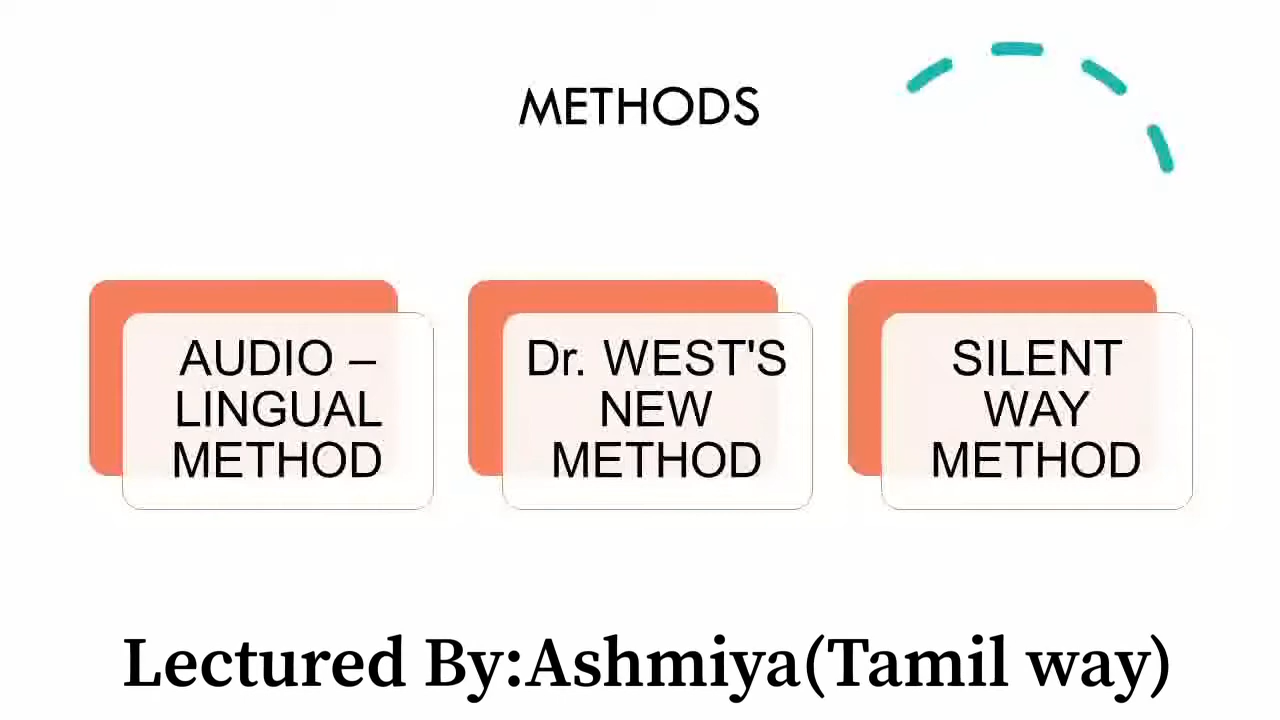 METHODS
AUDIO –
LINGUAL
METHOD
Dr. WEST'S
NEW
METHOD
SILENT
WAY
METHOD
Lectured By:Ashmiya(Tamil way)